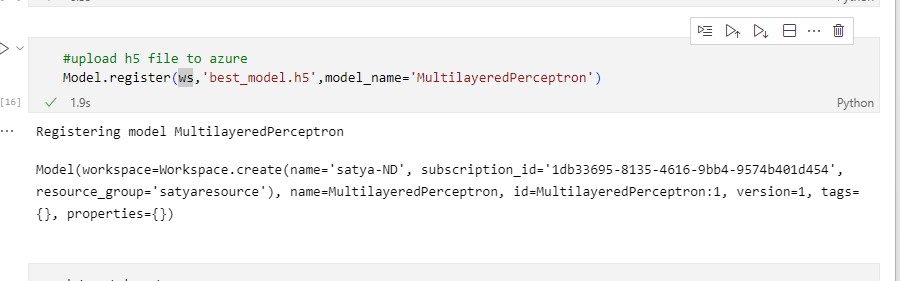 #upload h5 file to azure
Model.register(ws,'best_model.h5',model_name='MultilayeredPerceptron')
[16]
1.9s
Python
Registering model MultilayeredPerceptron
Model(workspace=Workspace.create(name='satya-ND', subscription_id='1db33695-8135-4616-9bb4-9574b401d454',
resource_group='satyaresource'), name=MultilayeredPerceptron, id=MultilayeredPerceptron:1, version=1, tags=
{}, properties={})